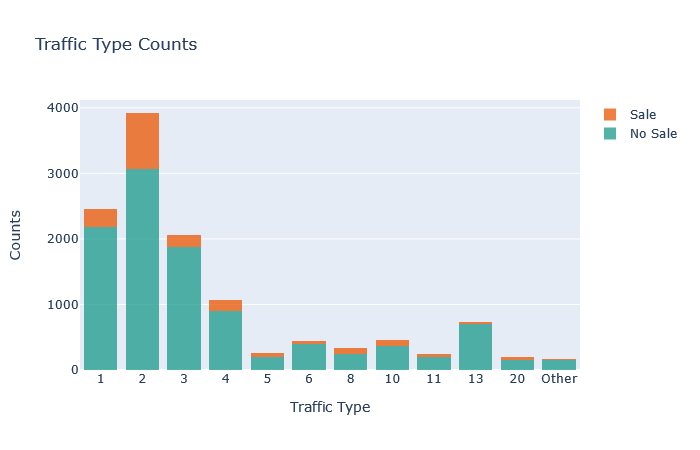 Traffic Type Counts
Sale
No Sale
4000
3000
2000
1000
0
Counts
1 2 3 4 5 6 8 10 11 13 20 Other
Traffic Type